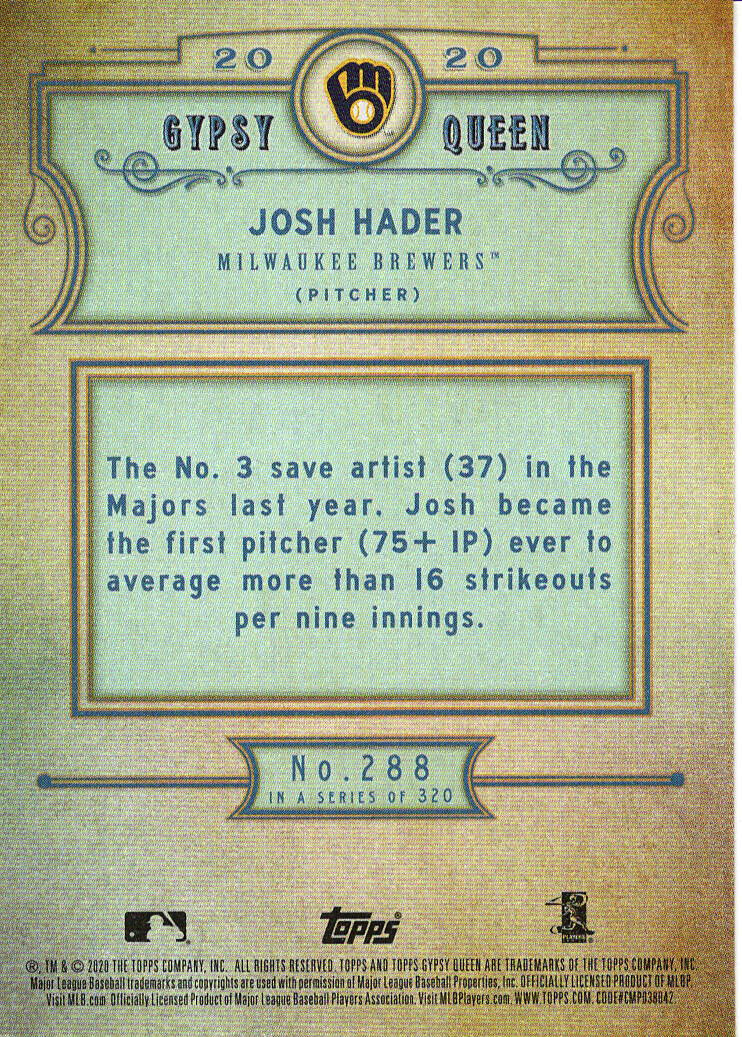 2020
GYPSY QUEEN
JOSH HADER
MILWAUKEE BREWERS™
(PITCHER)
The No. 3 save artist (37) in the
Majors last year, Josh became
the first pitcher (75+ IP) ever to
average more than 16 strikeouts
per nine innings.
No. 288
IN A SERIES OF 320
Topps®
PLAYERS
®, TM & © 2020 THE TOPPS COMPANY, INC. ALL RIGHTS RESERVED. TOPPS AND TOPPS GYPSY QUEEN ARE TRADEMARKS OF THE TOPPS COMPANY, INC.
Major League Baseball trademarks and copyrights are used with permission of Major League Baseball Properties, Inc. OFFICIALLY LICENSED PRODUCT OF MLBP
Visit MLB.com Officially Licensed Product of Major League Baseball Players Association. Visit MLBPlayers.com. WWW.TOPPS.COM. CODE#CMP038042